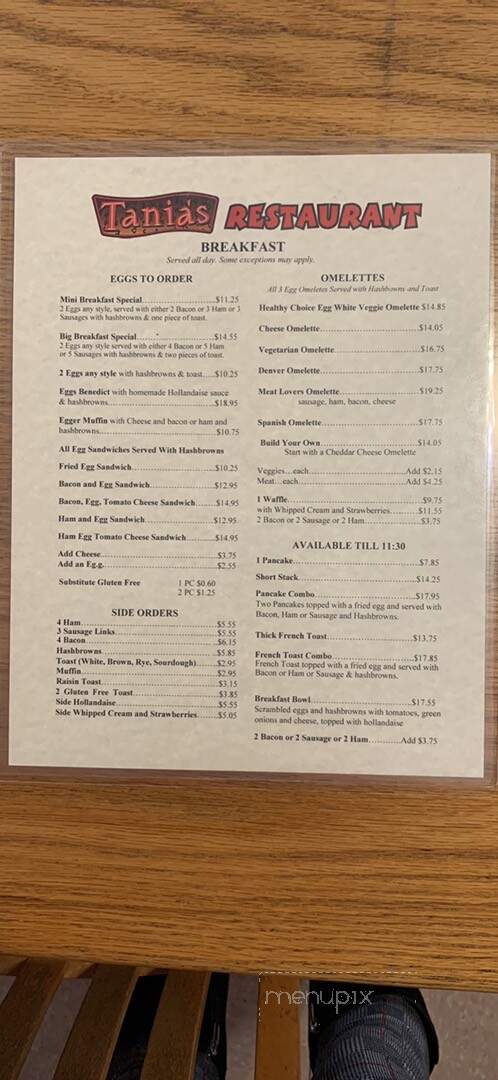 Tania's RESTAURANT
BREAKFAST
Served all day. Some exceptions may apply.
EGGS TO ORDER
Mini Breakfast Special....................$11.25
2 Eggs any style, served with either 2 Bacon or 3 Ham or 3
Sausages with hashbrowns & one piece of toast.
Big Breakfast Special......................$14.55
2 Eggs any style served with either 4 Bacon or 5 Ham
or 5 Sausages with hashbrowns & two pieces of toast.
2 Eggs any style with hashbrowns & toast.....$10.25
Eggs Benedict with homemade Hollandaise sauce
& hashbrowns....................................$18.95
Egger Muffin with Cheese and bacon or ham and
hashbrowns.......................................$10.75
All Egg Sandwiches Served With Hashbrowns
Fried Egg Sandwich............................$10.25
Bacon and Egg Sandwich....................$12.95
Bacon, Egg, Tomato Cheese Sandwich.......$14.95
Ham and Egg Sandwich.......................$12.95
Ham Egg Tomato Cheese Sandwich.........$14.95
Add Cheese.......................................$3.75
Add an E.g.g.....................................$2.55
Substitute Gluten Free 1 PC $0.60
2 PC $1.25
SIDE ORDERS
4 Ham.............................................$5.55
3 Sausage Links.................................$5.55
4 Bacon...........................................$6.15
Hashbrowns......................................$5.85
Toast (White, Brown, Rye, Sourdough)......$2.95
Muffin.............................................$2.95
Raisin Toast......................................$3.15
2 Gluten Free Toast............................$3.85
Side Hollandaise.................................$5.55
Side Whipped Cream and Strawberries......$5.05
OMELETTES
All 3 Egg Omeletes Served with Hashbrowns and Toast
Healthy Choice Egg White Veggie Omelette $14.85
Cheese Omelette................................$14.05
Vegetarian Omelette...........................$16.75
Denver Omelette................................$17.75
Meat Lovers Omelette.........................$19.25
sausage, ham, bacon, cheese
Spanish Omelette...............................$17.75
Build Your Own.................................$14.05
Start with a Cheddar Cheese Omelette
Veggies...each...............................Add $2.15
Meat...each..................................Add $4.25
1 Waffle...........................................$9.75
with Whipped Cream and Strawberries........$11.55
2 Bacon or 2 Sausage or 2 Ham................$3.75
AVAILABLE TILL 11:30
1 Pancake.........................................$7.85
Short Stack......................................$14.25
Pancake Combo................................$17.95
Two Pancakes topped with a fried egg and served with
Bacon, Ham or Sausage and Hashbrowns.
Thick French Toast............................$13.75
French Toast Combo...........................$17.85
French Toast topped with a fried egg and served with
Bacon or Ham or Sausage & hashbrowns.
Breakfast Bowl..................................$17.55
Scrambled eggs and hashbrowns with tomatoes, green
onions and cheese, topped with hollandaise
2 Bacon or 2 Sausage or 2 Ham............Add $3.75
menupix